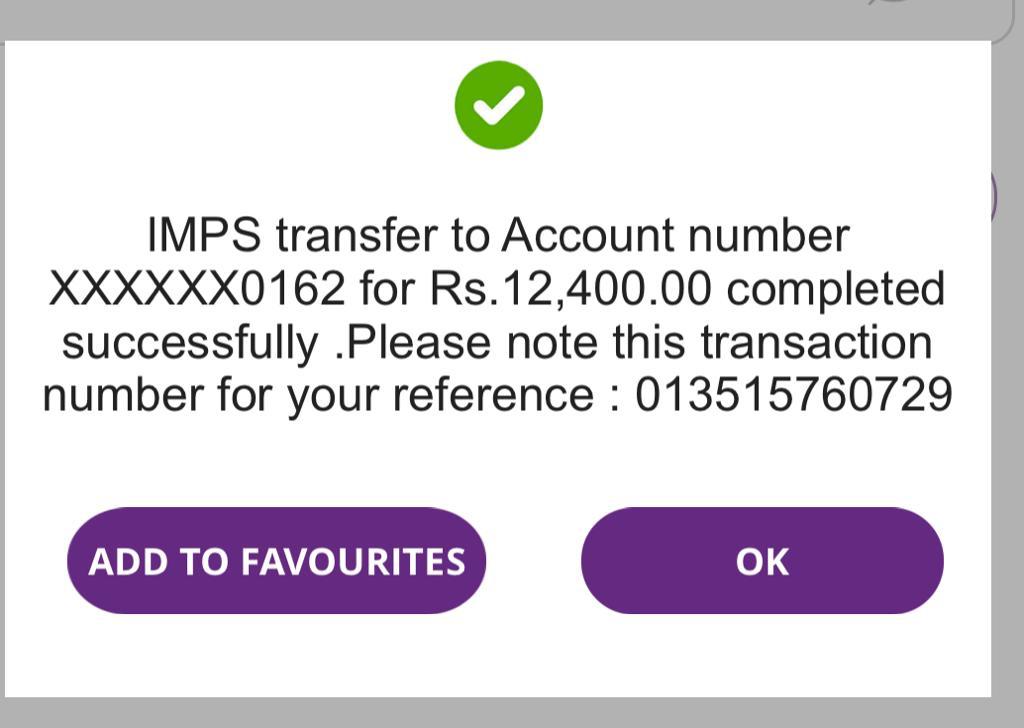 IMPS transfer to Account number
XXXXXX0162 for Rs.12,400.00 completed
successfully .Please note this transaction
number for your reference : 013515760729
ADD TO FAVOURITES
OK